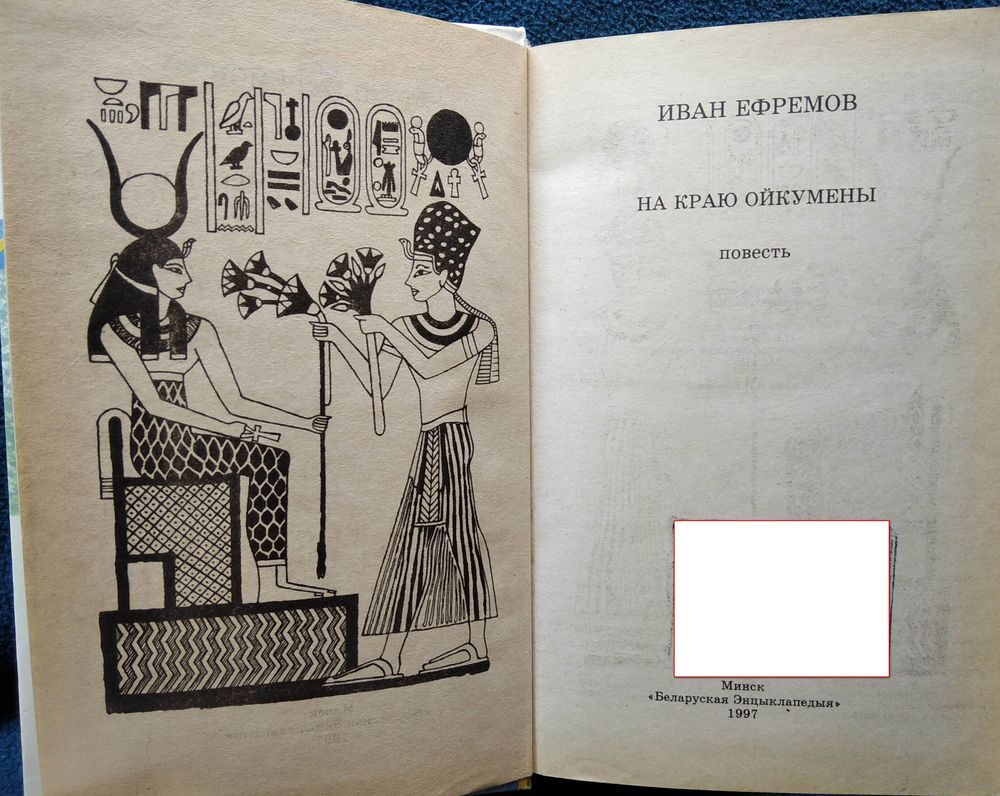 ИВАН ЕФРЕМОВ
НА КРАЮ ОЙКУМЕНЫ
повесть
Минск
«Беларуская Энцыклапедыя»
1997